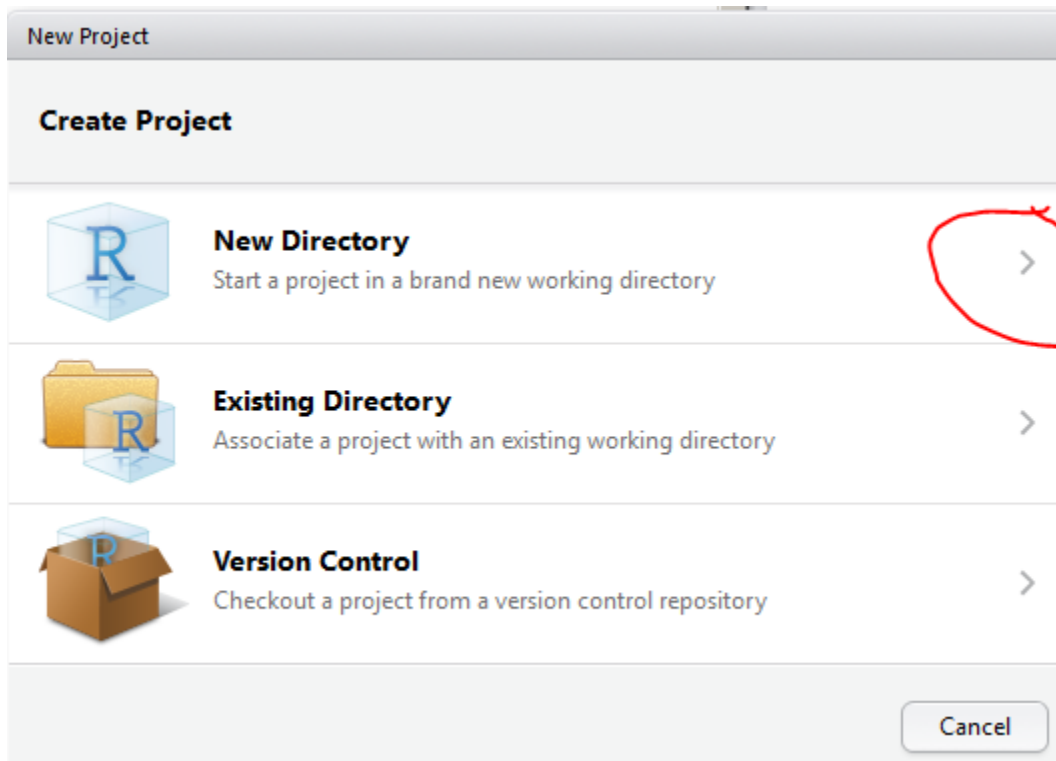 New Project
Create Project
R
New Directory
Start a project in a brand new working directory
R
Existing Directory
Associate a project with an existing working directory
R
Version Control
Checkout a project from a version control repository
Cancel